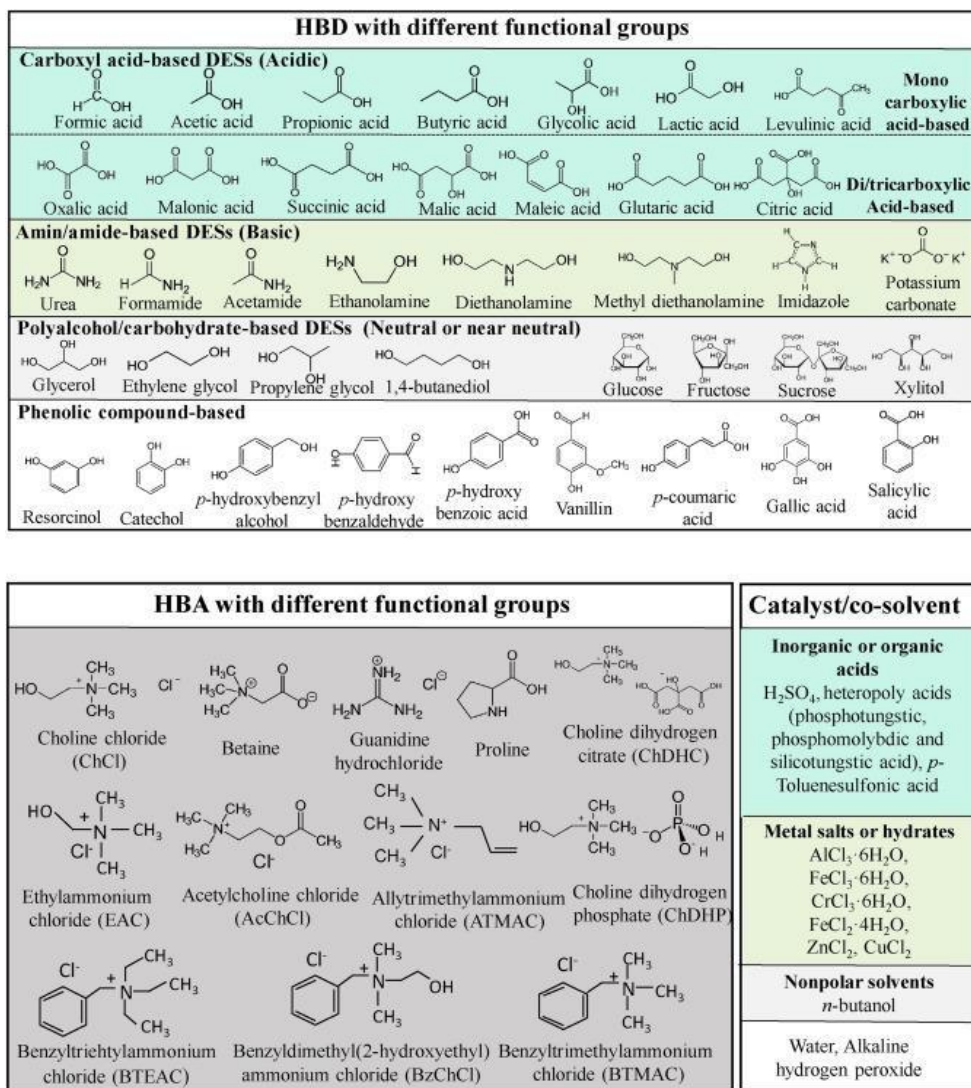 HBD with different functional groups
Carboxyl acid-based DESs (Acidic)
Formic acid Acetic acid Propionic acid Butyric acid Glycolic acid Lactic acid Levulinic acid
Mono
carboxylic
acid-based
Oxalic acid Malonic acid Succinic acid Malic acid Maleic acid Glutaric acid Citric acid
Di/tricarboxylic
Acid-based
Amin/amide-based DESs (Basic)
Urea Formamide Acetamide Ethanolamine Diethanolamine Methyl diethanolamine Imidazole
Potassium
carbonate
Polyalcohol/carbohydrate-based DESs (Neutral or near neutral)
Glycerol Ethylene glycol Propylene glycol 1,4-butanediol Glucose Fructose Sucrose Xylitol
Phenolic compound-based
Resorcinol
Catechol
p-hydroxybenzyl
alcohol
p-hydroxy
benzaldehyde
p-hydroxy
benzoic acid
Vanillin
p-coumaric
acid
Gallic acid
Salicylic
acid
HBA with different functional groups
Choline chloride
(ChCl)
Betaine
Guanidine
hydrochloride
Proline
Choline dihydrogen
citrate (ChDHC)
Ethylammonium
chloride (EAC)
Acetylcholine chloride
(AcChCl)
Allytrimethylammonium
chloride (ATMAC)
Choline dihydrogen
phosphate (ChDHP)
Benzyltriehtylammonium
chloride (BTEAC)
Benzyldimethyl(2-hydroxyethyl)
ammonium chloride (BzChCl)
Benzyltrimethylammonium
chloride (BTMAC)
Catalyst/co-solvent
Inorganic or organic
acids
H₂SO₄, heteropoly acids
(phosphotungstic,
phosphomolybdic and
silicotungstic acid), p-
Toluenesulfonic acid
Metal salts or hydrates
AlCl₃·6H₂O,
FeCl₃·6H₂O,
CrCl₃·6H₂O,
FeCl₂·4H₂O,
ZnCl₂, CuCl₂
Nonpolar solvents
n-butanol
Water, Alkaline
hydrogen peroxide